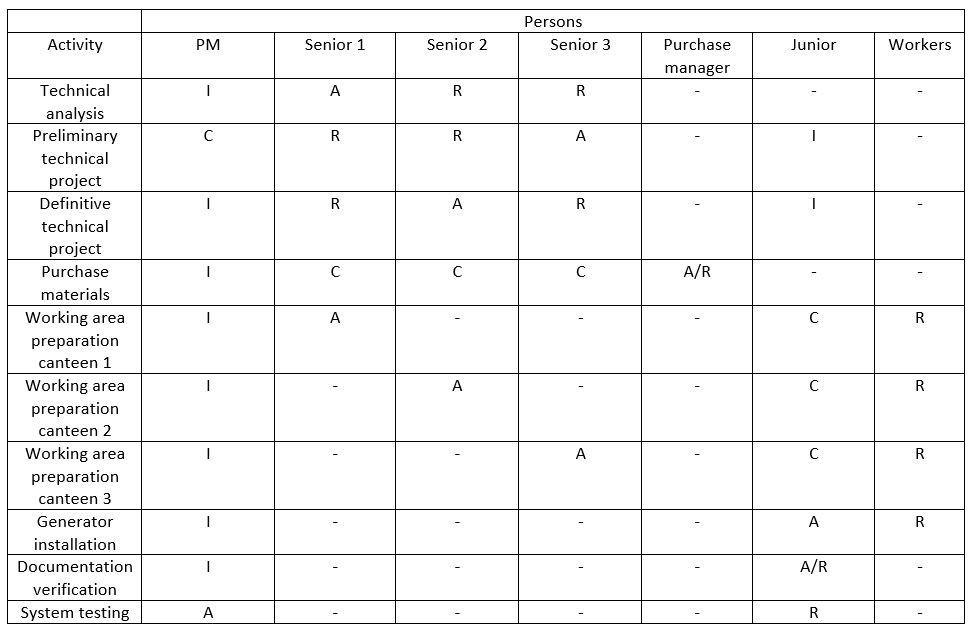 Persons
Activity PM Senior 1 Senior 2 Senior 3 Purchase manager Junior Workers
Technical analysis I A R R - - -
Preliminary technical project C R R A - I -
Definitive technical project I R A R - I -
Purchase materials I C C C A/R - -
Working area preparation canteen 1 I A - - - C R
Working area preparation canteen 2 I - A - - C R
Working area preparation canteen 3 I - - A - C R
Generator installation I - - - - A R
Documentation verification I - - - - A/R -
System testing A - - - - R -